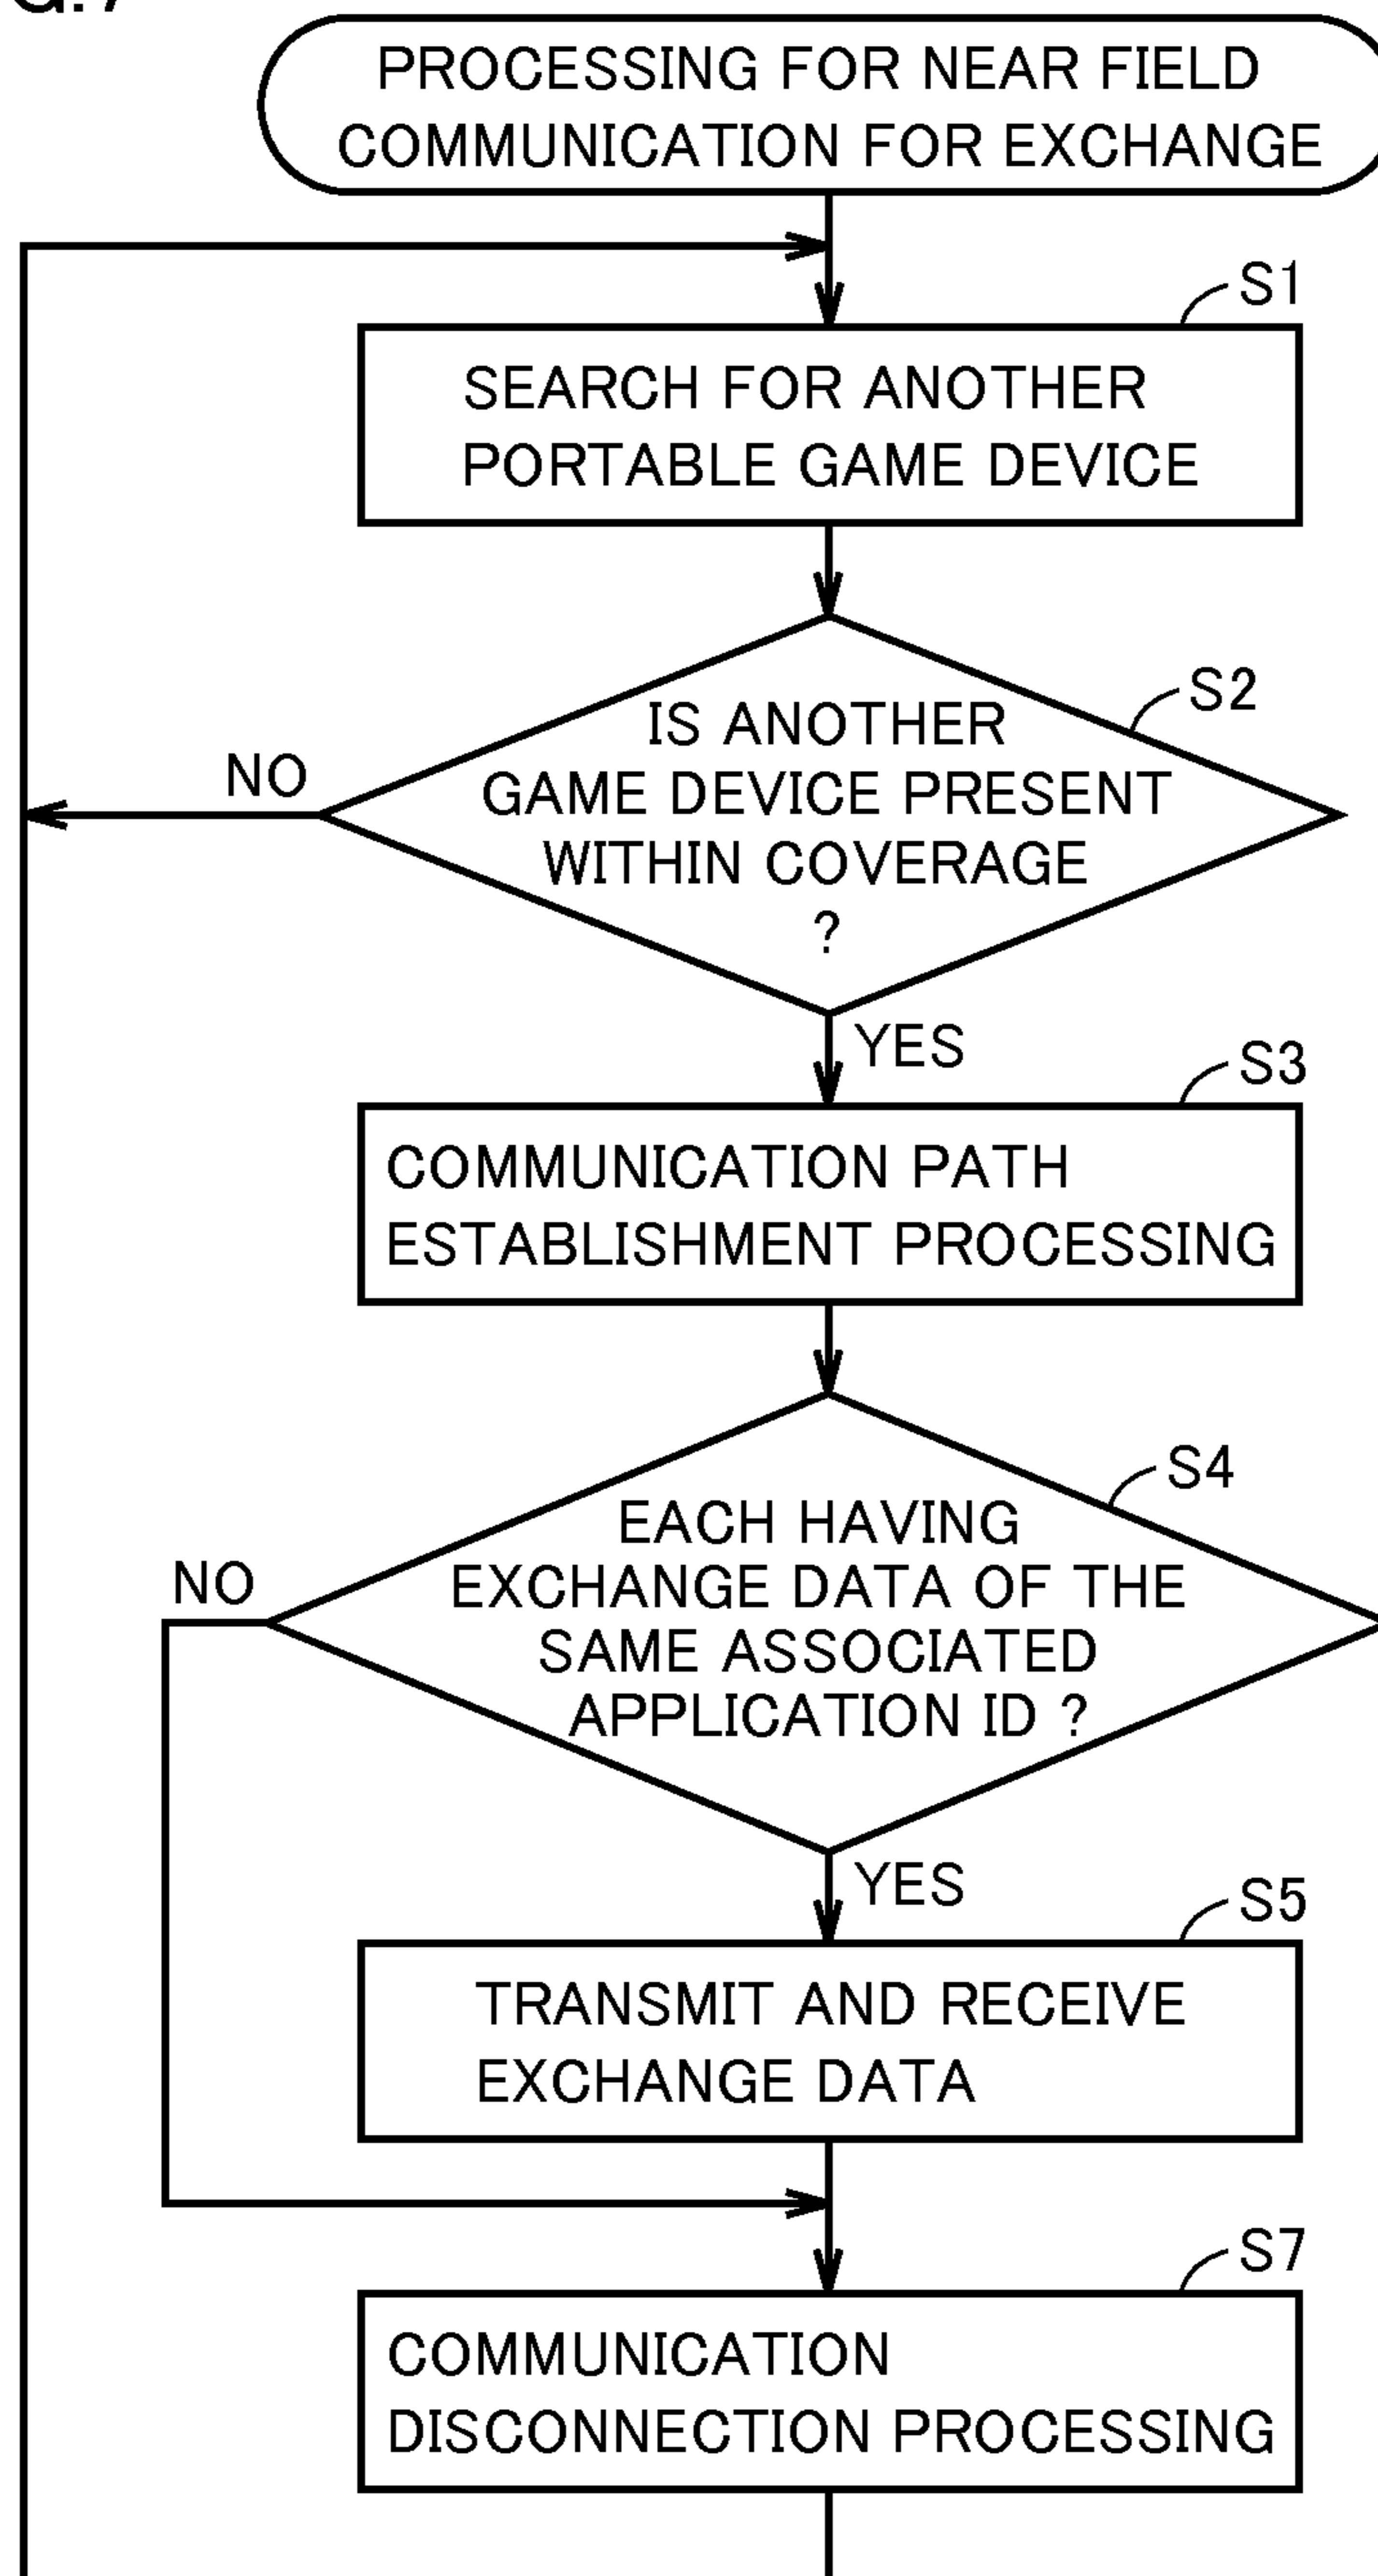 G.7
PROCESSING FOR NEAR FIELD
COMMUNICATION FOR EXCHANGE
S1
SEARCH FOR ANOTHER
PORTABLE GAME DEVICE
S2
IS ANOTHER
GAME DEVICE PRESENT
WITHIN COVERAGE
?
NO
YES
S3
COMMUNICATION PATH
ESTABLISHMENT PROCESSING
S4
EACH HAVING
EXCHANGE DATA OF THE
SAME ASSOCIATED
APPLICATION ID ?
NO
YES
S5
TRANSMIT AND RECEIVE
EXCHANGE DATA
S7
COMMUNICATION
DISCONNECTION PROCESSING